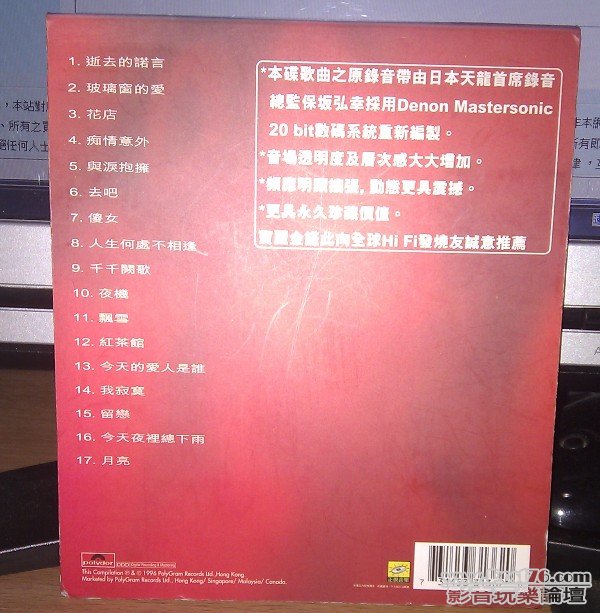 1. 逝去的諾言
2. 玻璃窗的愛
3. 花店
4. 痴情意外
5. 與淚抱擁
6. 去吧
7. 傻女
8. 人生何處不相逢
9. 千千闕歌
10. 夜機
11. 飄雪
12. 紅茶館
13. 今天的愛人是誰
14. 我寂寞
15. 留戀
16. 今天夜裡總下雨
17. 月亮
*本碟歌曲之原錄音帶由日本天龍首席錄音
總監保坂弘幸採用Denon Mastersonic
20 bit數碼系統重新編製。
*音場透明度及層次感大大增加。
動態更具震撼。
*更具永久珍藏價值。
此向全球Hi Fi發燒友誠意推薦
polydor
DDD
This Compilation ℗ & © 1996 PolyGram Records Ltd., Hong Kong.
Marketed by PolyGram Records Ltd., Hong Kong/ Singapore/ Malaysia/ Canada.
正視音樂
7
影音玩樂論壇